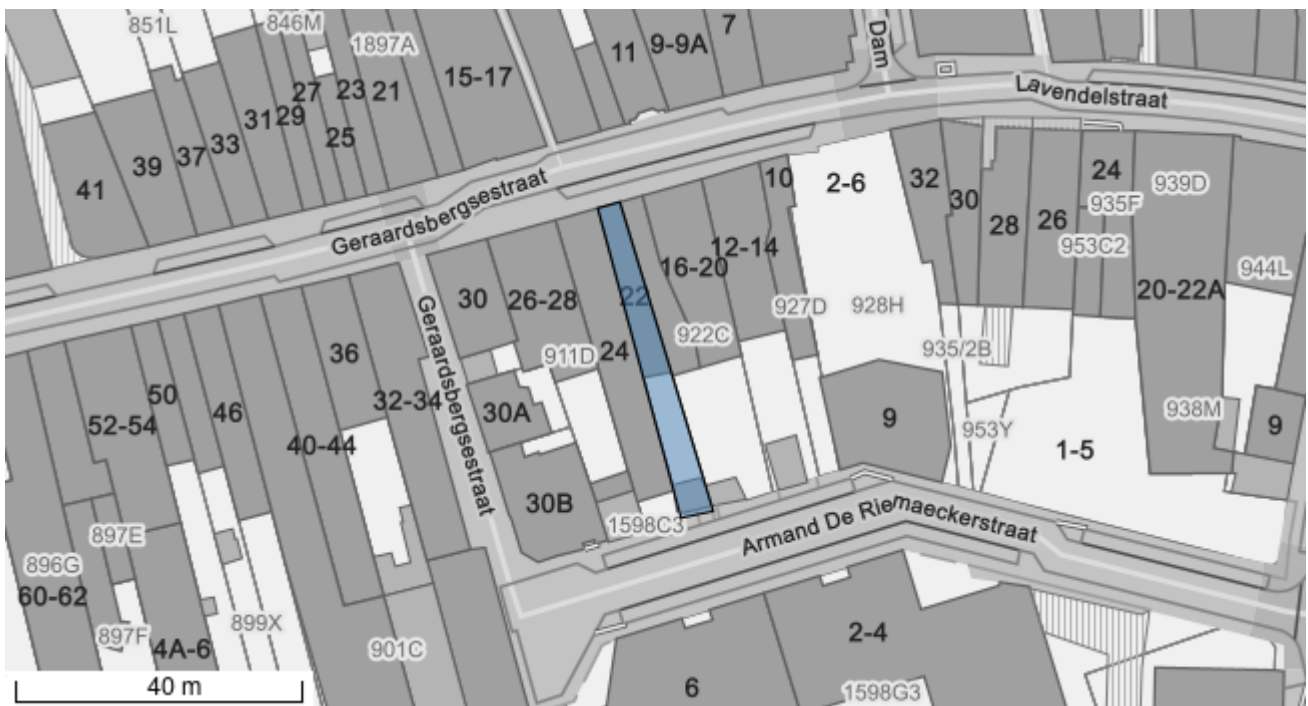 851L
846M
7
1897A
11
9-9A
Dam
15-17
27
23
21
Lavendelstraat
31
29
25
33
37
39
41
Geraardsbergsestraat
10
2-6
32
30
24
939D
935F
28
26
953C2
12-14
16-20
944L
22
20-22A
30
26-28
927D
928H
922C
935/2B
911D
24
36
Geraardsbergsestraat
32-34
50
46
52-54
40-44
30A
9
953Y
1-5
938M
9
30B
1598C3
Armand De Riemaeckerstraat
897E
896G
60-62
899X
897F
4A-6
901C
2-4
6
1598G3
40 m